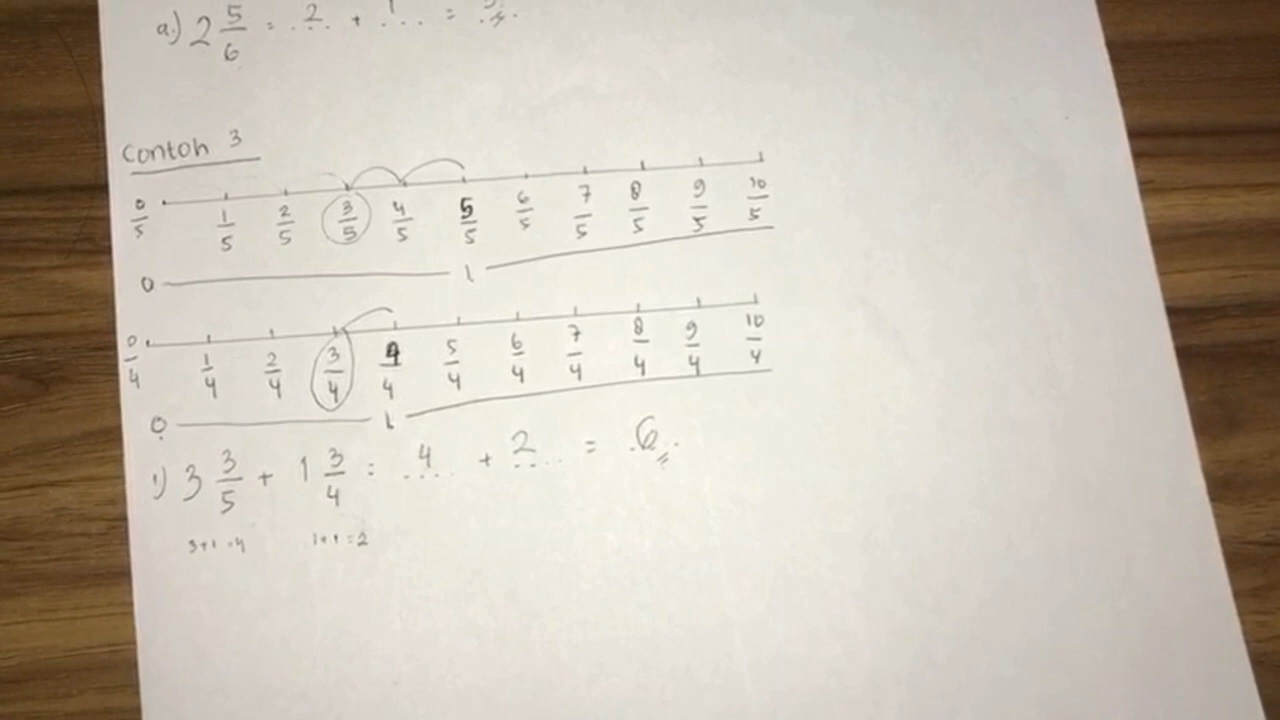 a.) 2 5/6 = ..2.. + ..1.. =
Contoh 3
0/5 1/5 2/5 3/5 4/5 5/5 6/5 7/5 8/5 9/5 10/5
0 1
0/4 1/4 2/4 3/4 4/4 5/4 6/4 7/4 8/4 9/4 10/4
0 1
1) 3 3/5 + 1 3/4 = ..4.. + ..2.. = .6.
3+1=4 1+1=2